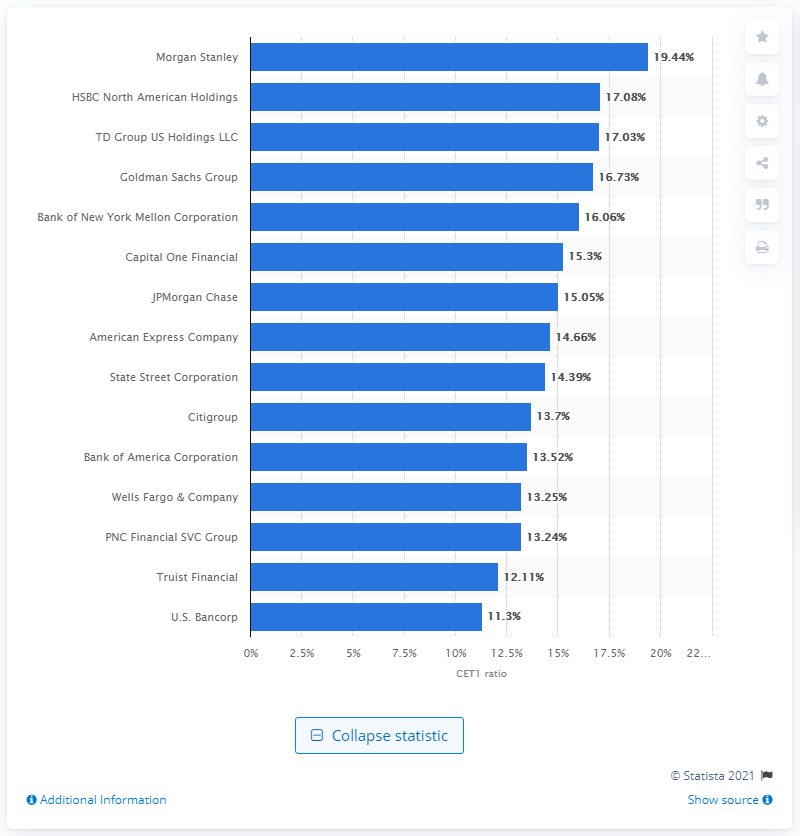 Morgan Stanley 19.44%
HSBC North American Holdings 17.08%
TD Group US Holdings LLC 17.03%
Goldman Sachs Group 16.73%
Bank of New York Mellon Corporation 16.06%
Capital One Financial 15.3%
JPMorgan Chase 15.05%
American Express Company 14.66%
State Street Corporation 14.39%
Citigroup 13.7%
Bank of America Corporation 13.52%
Wells Fargo & Company 13.25%
PNC Financial SVC Group 13.24%
Truist Financial 12.11%
U.S. Bancorp 11.3%
0% 2.5% 5% 7.5% 10% 12.5% 15% 17.5% 20% 22...
CET1 ratio
Collapse statistic
© Statista 2021
Additional Information Show source